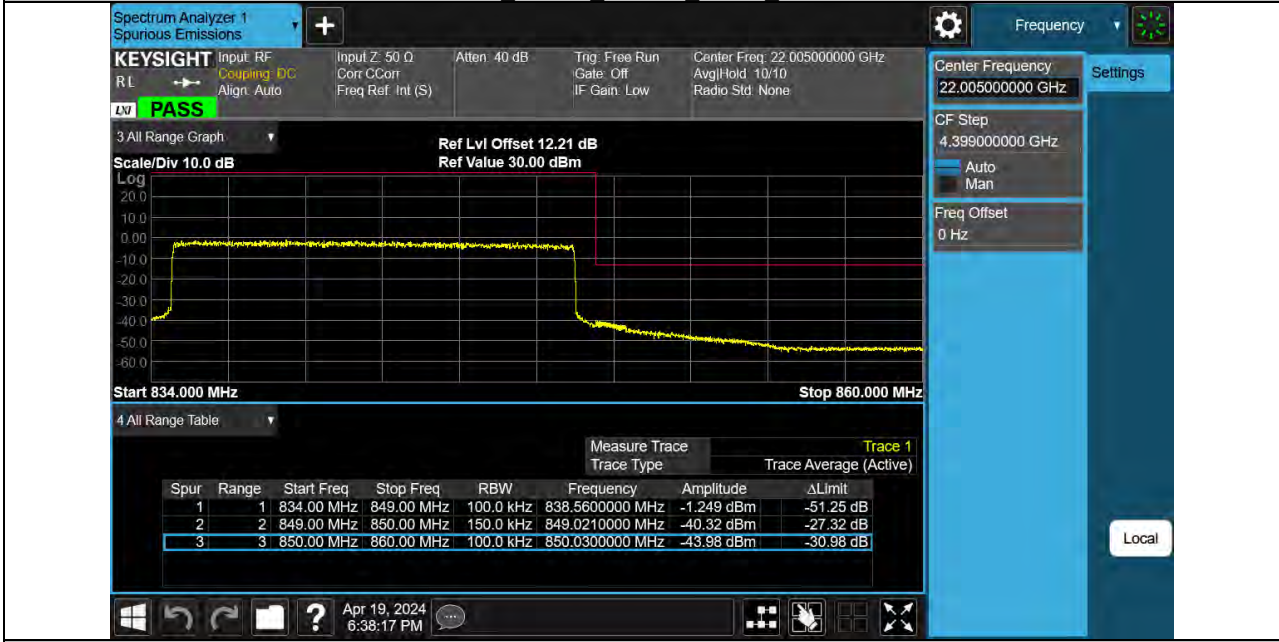 Spectrum Analyzer 1
Spurious Emissions
Frequency
KEYSIGHT
R L
LXI PASS
Input: RF
Coupling: DC
Align: Auto
Input Z: 50 Ω
Corr CCorr
Freq Ref: Int (S)
Atten: 40 dB
Trig: Free Run
Gate: Off
IF Gain: Low
Center Freq: 22.005000000 GHz
Avg|Hold: 10/10
Radio Std: None
Center Frequency
22.005000000 GHz
Settings
CF Step
4.399000000 GHz
Auto
Man
Freq Offset
0 Hz
3 All Range Graph
Scale/Div 10.0 dB
Ref Lvl Offset 12.21 dB
Ref Value 30.00 dBm
Log
20.0
10.0
0.00
-10.0
-20.0
-30.0
-40.0
-50.0
-60.0
Start 834.000 MHz Stop 860.000 MHz
4 All Range Table
Measure Trace Trace 1
Trace Type Trace Average (Active)
Spur Range Start Freq Stop Freq RBW Frequency Amplitude ΔLimit
1 1 834.00 MHz 849.00 MHz 100.0 kHz 838.5600000 MHz -1.249 dBm -51.25 dB
2 2 849.00 MHz 850.00 MHz 150.0 kHz 849.0210000 MHz -40.32 dBm -27.32 dB
3 3 850.00 MHz 860.00 MHz 100.0 kHz 850.0300000 MHz -43.98 dBm -30.98 dB
Local
?
Apr 19, 2024
6:38:17 PM